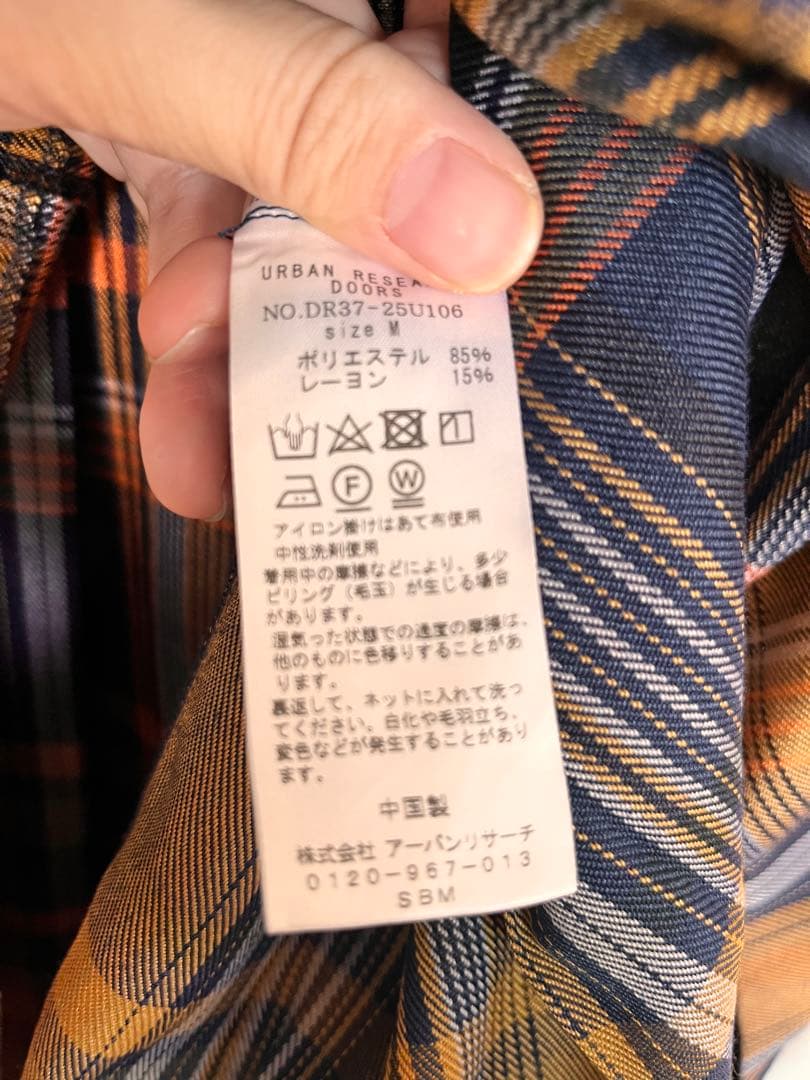 URBAN RESEA
DOORS
NO.DR37-25U106
size M
ポリエステル 85%
レーヨン 15%
F W
アイロン掛けはあて布使用
中性洗剤使用
着用中の摩擦などにより、多少
ピリング（毛玉）が生じる場合
があります。
湿気った状態での過度の摩擦は、
他のものに色移りすることがあ
ります。
裏返して、ネットに入れて洗っ
てください。白化や毛羽立ち、
変色などが発生することがあり
ます。
中国製
株式会社 アーバンリサーチ
0120-967-013
SBM